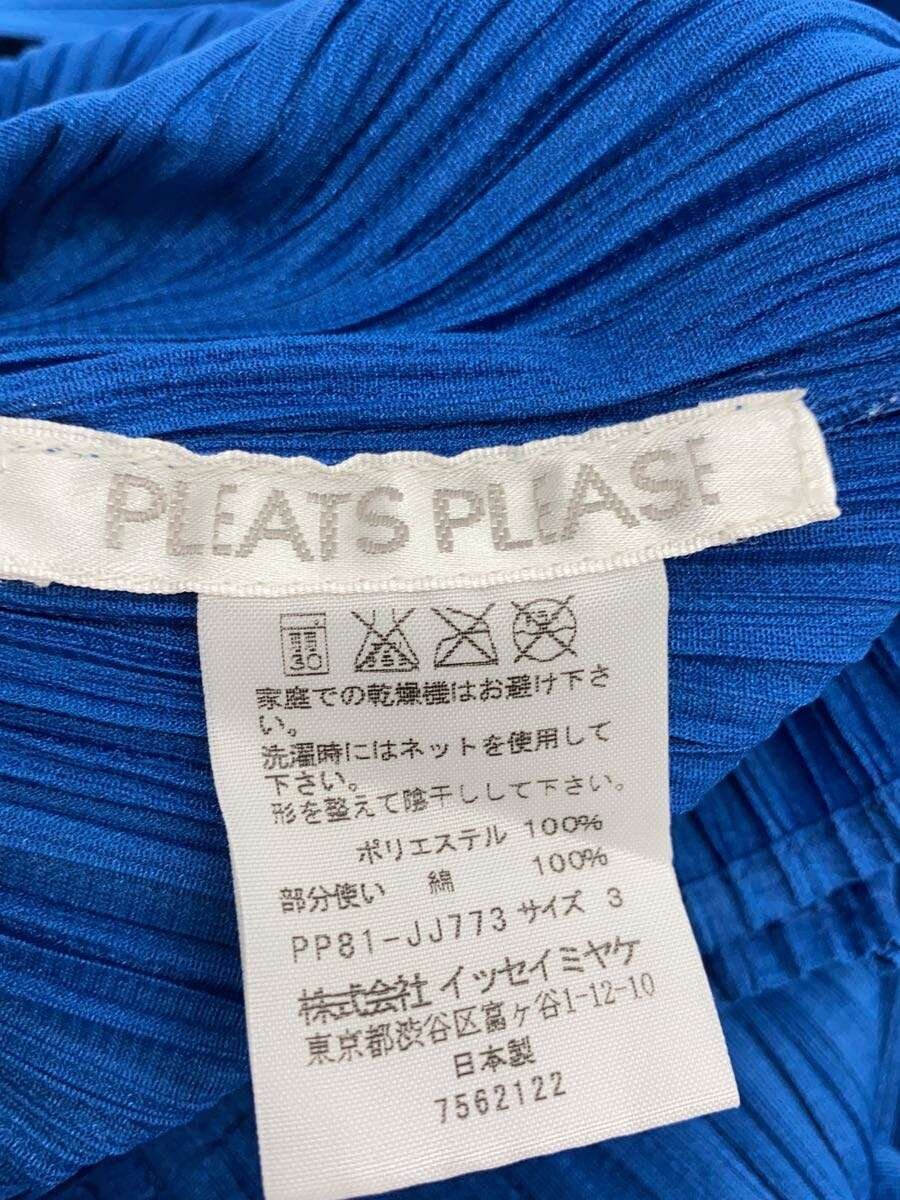 PLEATS PLEASE
30
家庭での乾燥機はお避け下さ
い。
洗濯時にはネットを使用して
下さい。
形を整えて陰干しして下さい。
ポリエステル 100%
部分使い 綿 100%
PP81-JJ773 サイズ 3
株式会社 イッセイミヤケ
東京都渋谷区富ヶ谷1-12-10
日本製
7562122